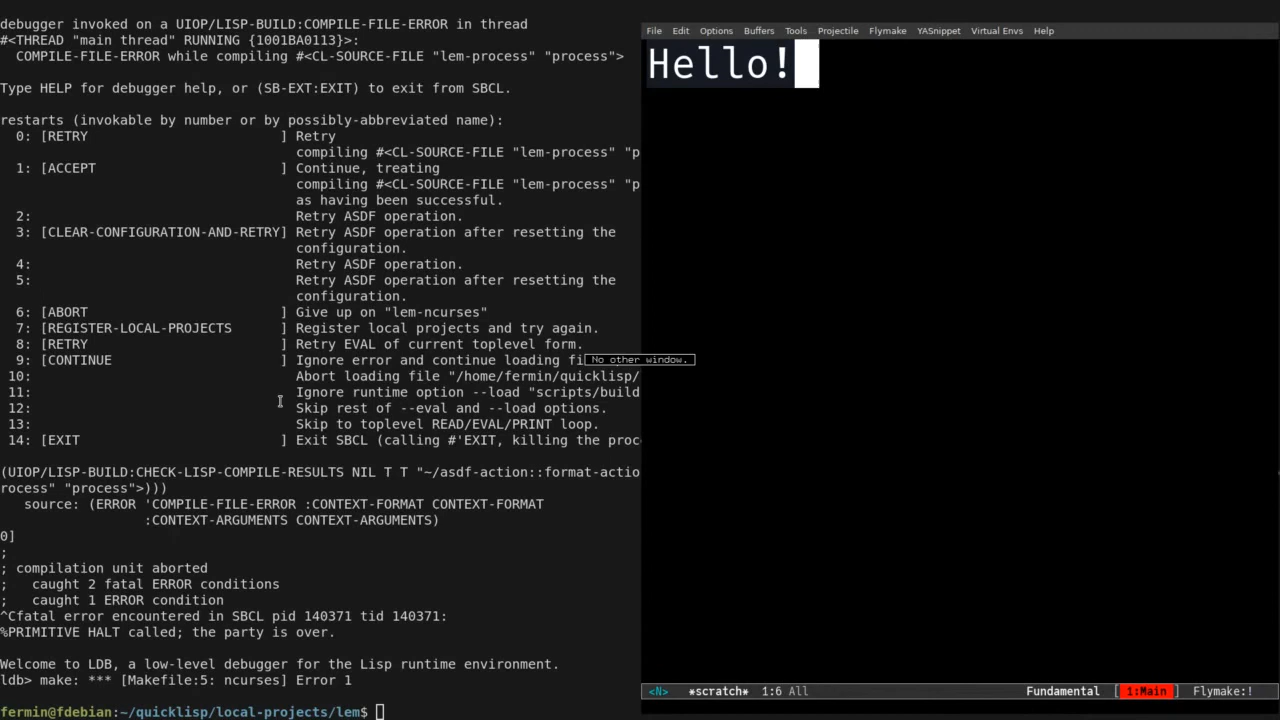 debugger invoked on a UIOP/LISP-BUILD:COMPILE-FILE-ERROR in thread
#<THREAD "main thread" RUNNING {1001BA0113}>:
COMPILE-FILE-ERROR while compiling #<CL-SOURCE-FILE "lem-process" "process">
Type HELP for debugger help, or (SB-EXT:EXIT) to exit from SBCL.
restarts (invokable by number or by possibly-abbreviated name):
0: [RETRY ] Retry
compiling #<CL-SOURCE-FILE "lem-process" "p
1: [ACCEPT ] Continue, treating
compiling #<CL-SOURCE-FILE "lem-process" "p
as having been successful.
2: Retry ASDF operation.
3: [CLEAR-CONFIGURATION-AND-RETRY] Retry ASDF operation after resetting the
configuration.
4: Retry ASDF operation.
5: Retry ASDF operation after resetting the
configuration.
6: [ABORT ] Give up on "lem-ncurses"
7: [REGISTER-LOCAL-PROJECTS ] Register local projects and try again.
8: [RETRY ] Retry EVAL of current toplevel form.
9: [CONTINUE ] Ignore error and continue loading fi
10: Abort loading file "/home/fermin/quicklisp/
11: Ignore runtime option --load "scripts/build
12: Skip rest of --eval and --load options.
13: Skip to toplevel READ/EVAL/PRINT loop.
14: [EXIT ] Exit SBCL (calling #'EXIT, killing the proc
(UIOP/LISP-BUILD:CHECK-LISP-COMPILE-RESULTS NIL T T "~/asdf-action::format-actio
rocess" "process">)))
source: (ERROR 'COMPILE-FILE-ERROR :CONTEXT-FORMAT CONTEXT-FORMAT
:CONTEXT-ARGUMENTS CONTEXT-ARGUMENTS)
0]
;
; compilation unit aborted
; caught 2 fatal ERROR conditions
; caught 1 ERROR condition
^Cfatal error encountered in SBCL pid 140371 tid 140371:
%PRIMITIVE HALT called; the party is over.
Welcome to LDB, a low-level debugger for the Lisp runtime environment.
ldb> make: *** [Makefile:5: ncurses] Error 1
fermin@fdebian:~/quicklisp/local-projects/lem$
File Edit Options Buffers Tools Projectile Flymake YASnippet Virtual Envs Help
Hello!
No other window.
<N> *scratch* 1:6 All Fundamental [ 1:Main ] Flymake:!